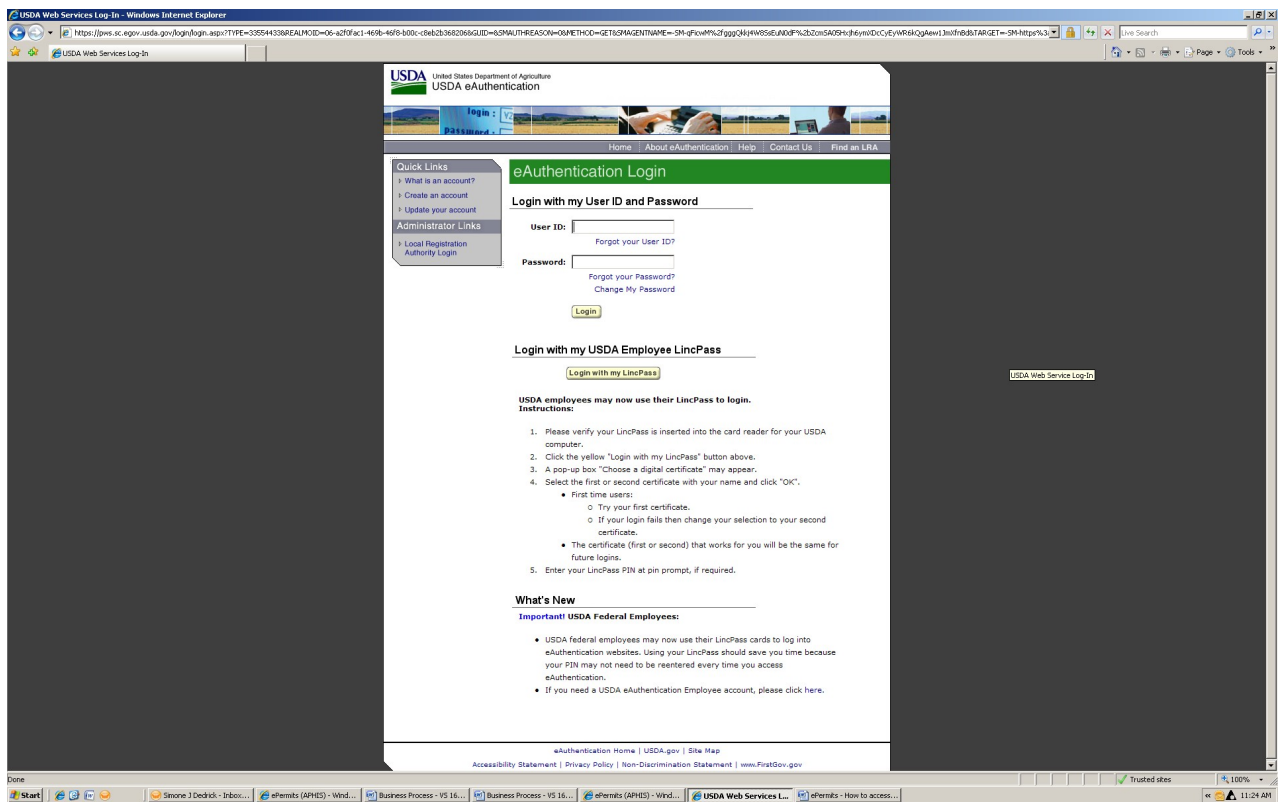 USDA Web Services Log-In - Windows Internet Explorer
Live Search
USDA Web Services Log-In
Page Tools
USDA United States Department of Agriculture
USDA eAuthentication
login :
Password :
Home About eAuthentication Help Contact Us Find an LRA
Quick Links
What is an account?
Create an account
Update your account
Administrator Links
Local Registration
Authority Login
eAuthentication Login
Login with my User ID and Password
User ID:
Forgot your User ID?
Password:
Forgot your Password?
Change My Password
Login
Login with my USDA Employee LincPass
Login with my LincPass
USDA Web Service Log-In
USDA employees may now use their LincPass to login.
Instructions:
1. Please verify your LincPass is inserted into the card reader for your USDA
computer.
2. Click the yellow "Login with my LincPass" button above.
3. A pop-up box "Choose a digital certificate" may appear.
4. Select the first or second certificate with your name and click "OK".
• First time users:
o Try your first certificate.
o If your login fails then change your selection to your second
certificate.
• The certificate (first or second) that works for you will be the same for
future logins.
5. Enter your LincPass PIN at pin prompt, if required.
What's New
Important! USDA Federal Employees:
• USDA federal employees may now use their LincPass cards to log into
eAuthentication websites. Using your LincPass should save you time because
your PIN may not need to be reentered every time you access
eAuthentication.
• If you need a USDA eAuthentication Employee account, please click here.
eAuthentication Home | USDA.gov | Site Map
Accessibility Statement | Privacy Policy | Non-Discrimination Statement | www.FirstGov.gov
Done Trusted sites 100%
Start Simone J Dedrick - Inbox... ePermits (APHIS) - Wind... Business Process - VS 16... Business Process - VS 16... ePermits (APHIS) - Wind... USDA Web Services L... ePermits - How to access... 11:24 AM